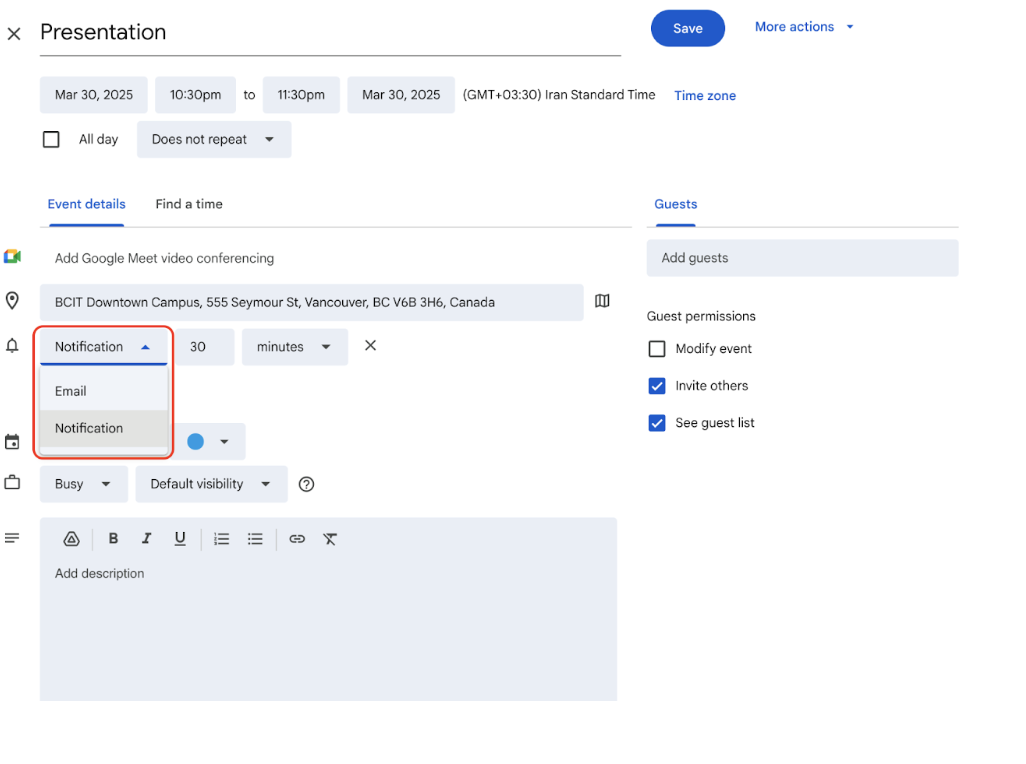 Presentation
Save
More actions
Mar 30, 2025 10:30pm to 11:30pm Mar 30, 2025 (GMT+03:30) Iran Standard Time Time zone
All day Does not repeat
Event details Find a time
Guests
Add Google Meet video conferencing
Add guests
BCIT Downtown Campus, 555 Seymour St, Vancouver, BC V6B 3H6, Canada
Guest permissions
Notification 30 minutes
Modify event
Email
Invite others
Notification
See guest list
Busy Default visibility
B I U
Add description